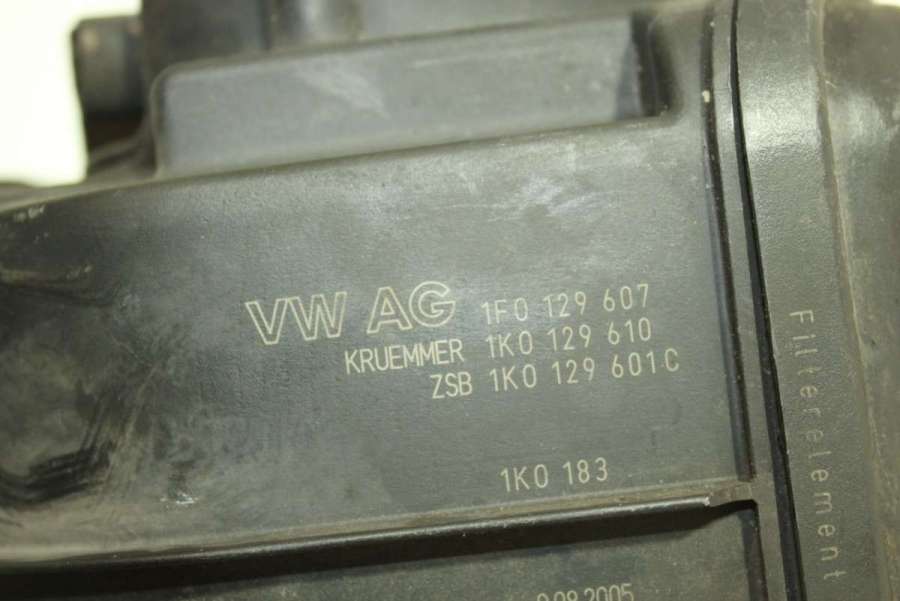 VW AG 1F0 129 607
KRUEMMER 1K0 129 610
ZSB 1K0 129 601 C
1K0 183
Filterelement